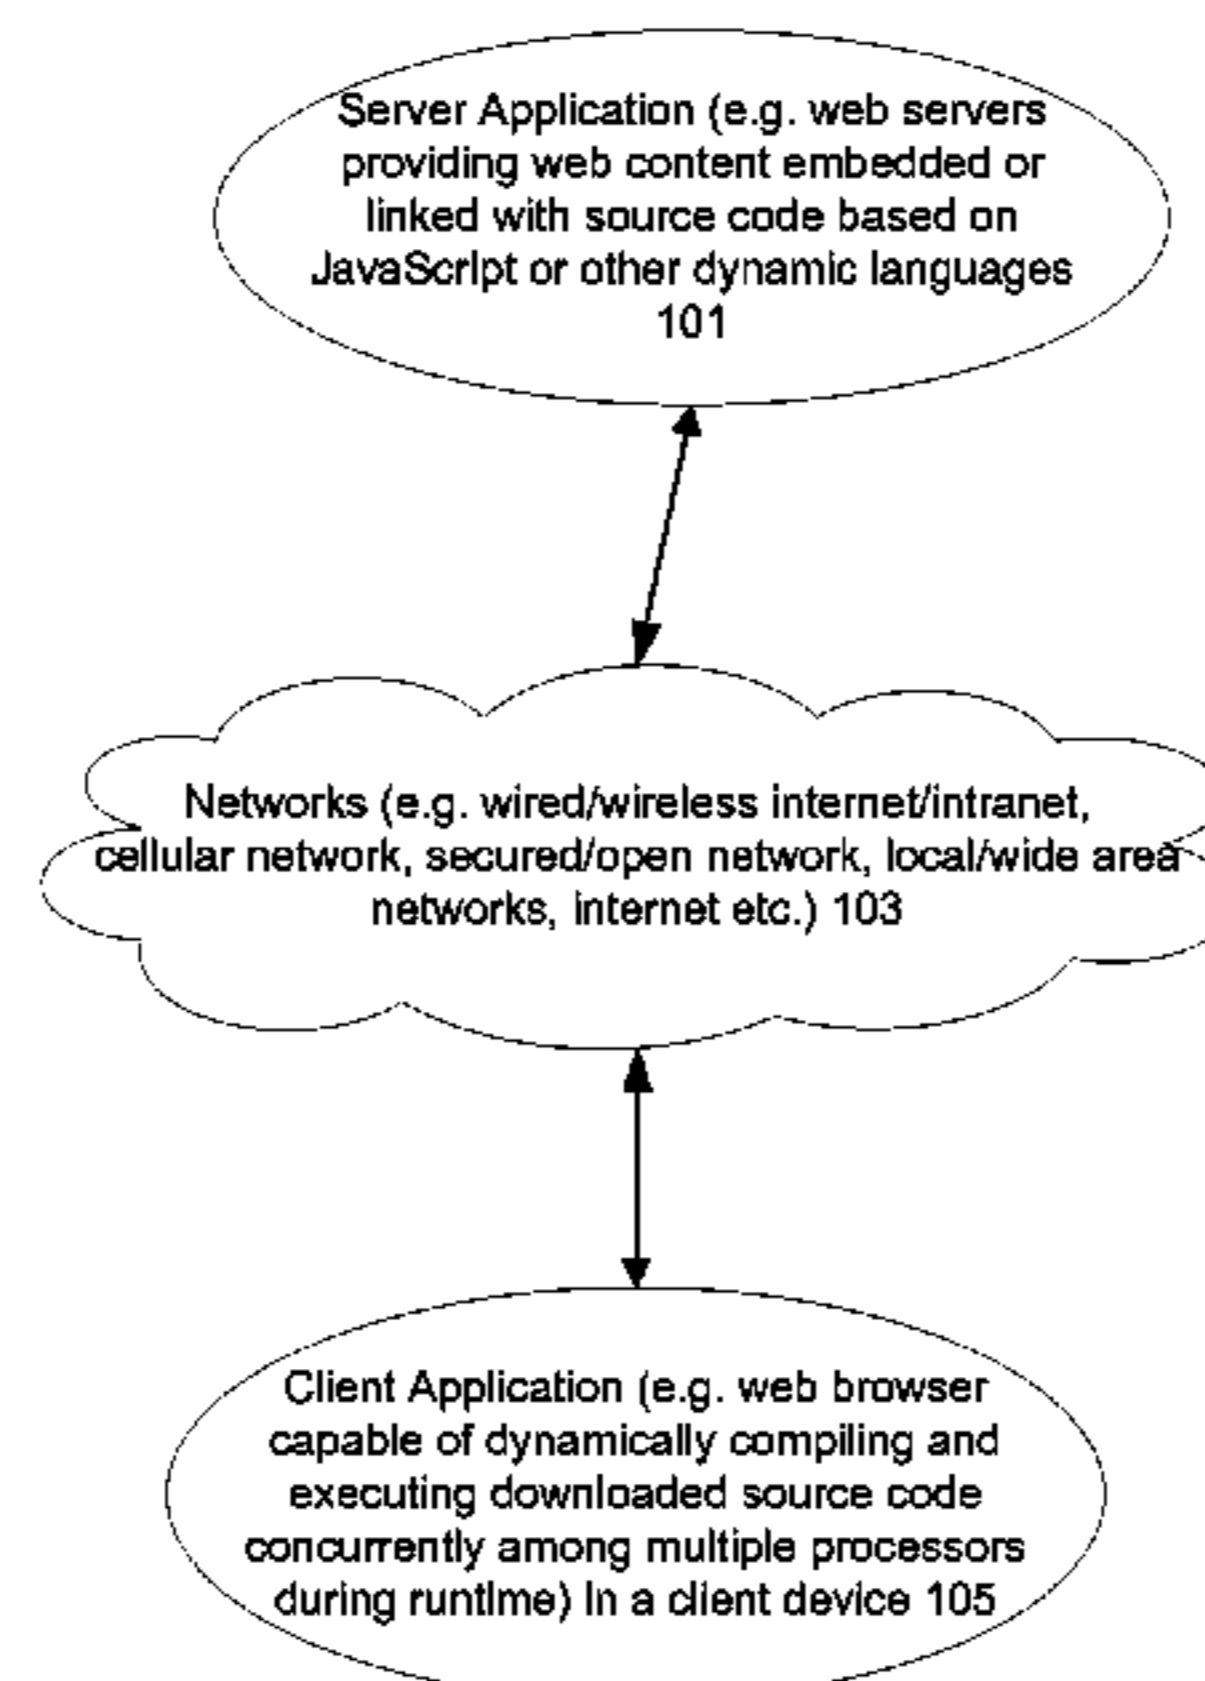 Server Application (e.g. web servers
providing web content embedded or
linked with source code based on
JavaScript or other dynamic languages
101
Networks (e.g. wired/wireless internet/intranet,
cellular network, secured/open network, local/wide area
networks, internet etc.) 103
Client Application (e.g. web browser
capable of dynamically compiling and
executing downloaded source code
concurrently among multiple processors
during runtime) in a client device 105